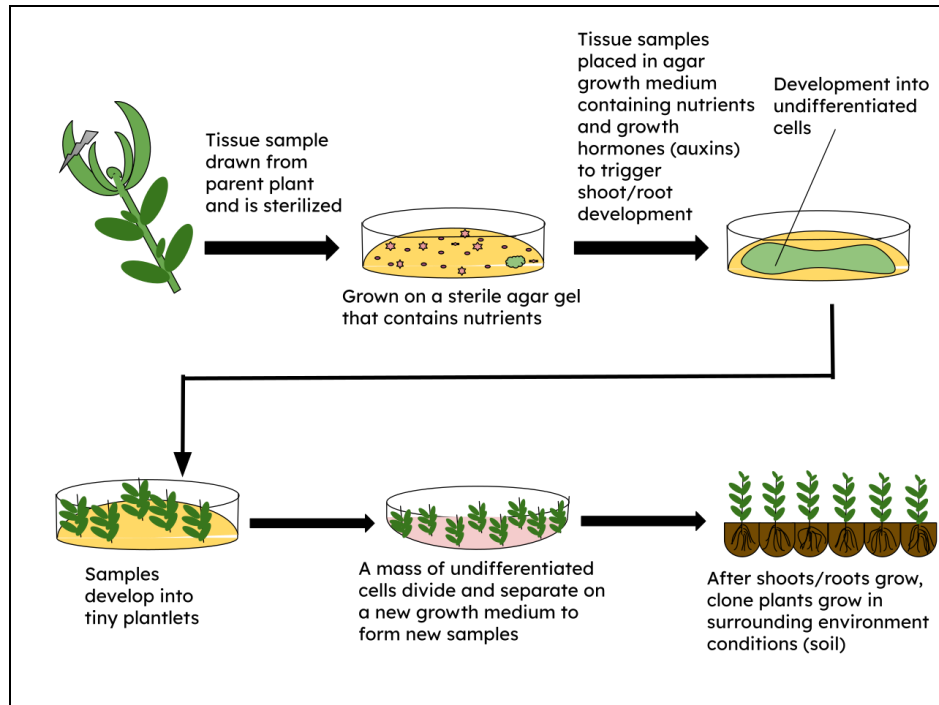 Tissue sample
drawn from
parent plant
and is sterilized
Grown on a sterile agar gel
that contains nutrients
Tissue samples
placed in agar
growth medium
containing nutrients
and growth
hormones (auxins)
to trigger
shoot/root
development
Development into
undifferentiated
cells
Samples
develop into
tiny plantlets
A mass of undifferentiated
cells divide and separate on
a new growth medium to
form new samples
After shoots/roots grow,
clone plants grow in
surrounding environment
conditions (soil)